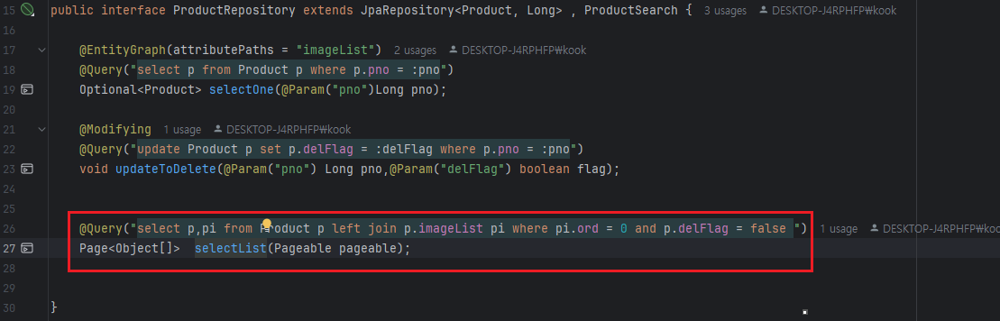 15 public interface ProductRepository extends JpaRepository<Product, Long> , ProductSearch { 3 usages DESKTOP-J4RPHFP₩kook
16
17 @EntityGraph(attributePaths = "imageList") 2 usages DESKTOP-J4RPHFP₩kook
18 @Query("select p from Product p where p.pno = :pno")
19 Optional<Product> selectOne(@Param("pno")Long pno);
20
21 @Modifying 1 usage DESKTOP-J4RPHFP₩kook
22 @Query("update Product p set p.delFlag = :delFlag where p.pno = :pno")
23 void updateToDelete(@Param("pno") Long pno,@Param("delFlag") boolean flag);
24
25
26 @Query("select p,pi from Product p left join p.imageList pi where pi.ord = 0 and p.delFlag = false ") 1 usage DESKTOP-J4RPHFP₩kook
27 Page<Object[]> selectList(Pageable pageable);
28
29
30 }